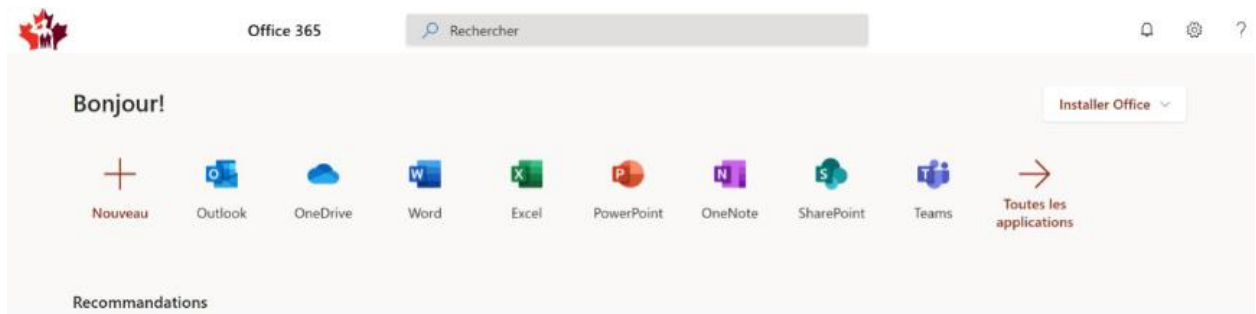 Office 365
Rechercher
?
Bonjour!
Installer Office
Nouveau
Outlook
OneDrive
Word
Excel
PowerPoint
OneNote
SharePoint
Teams
Toutes les
applications
Recommandations